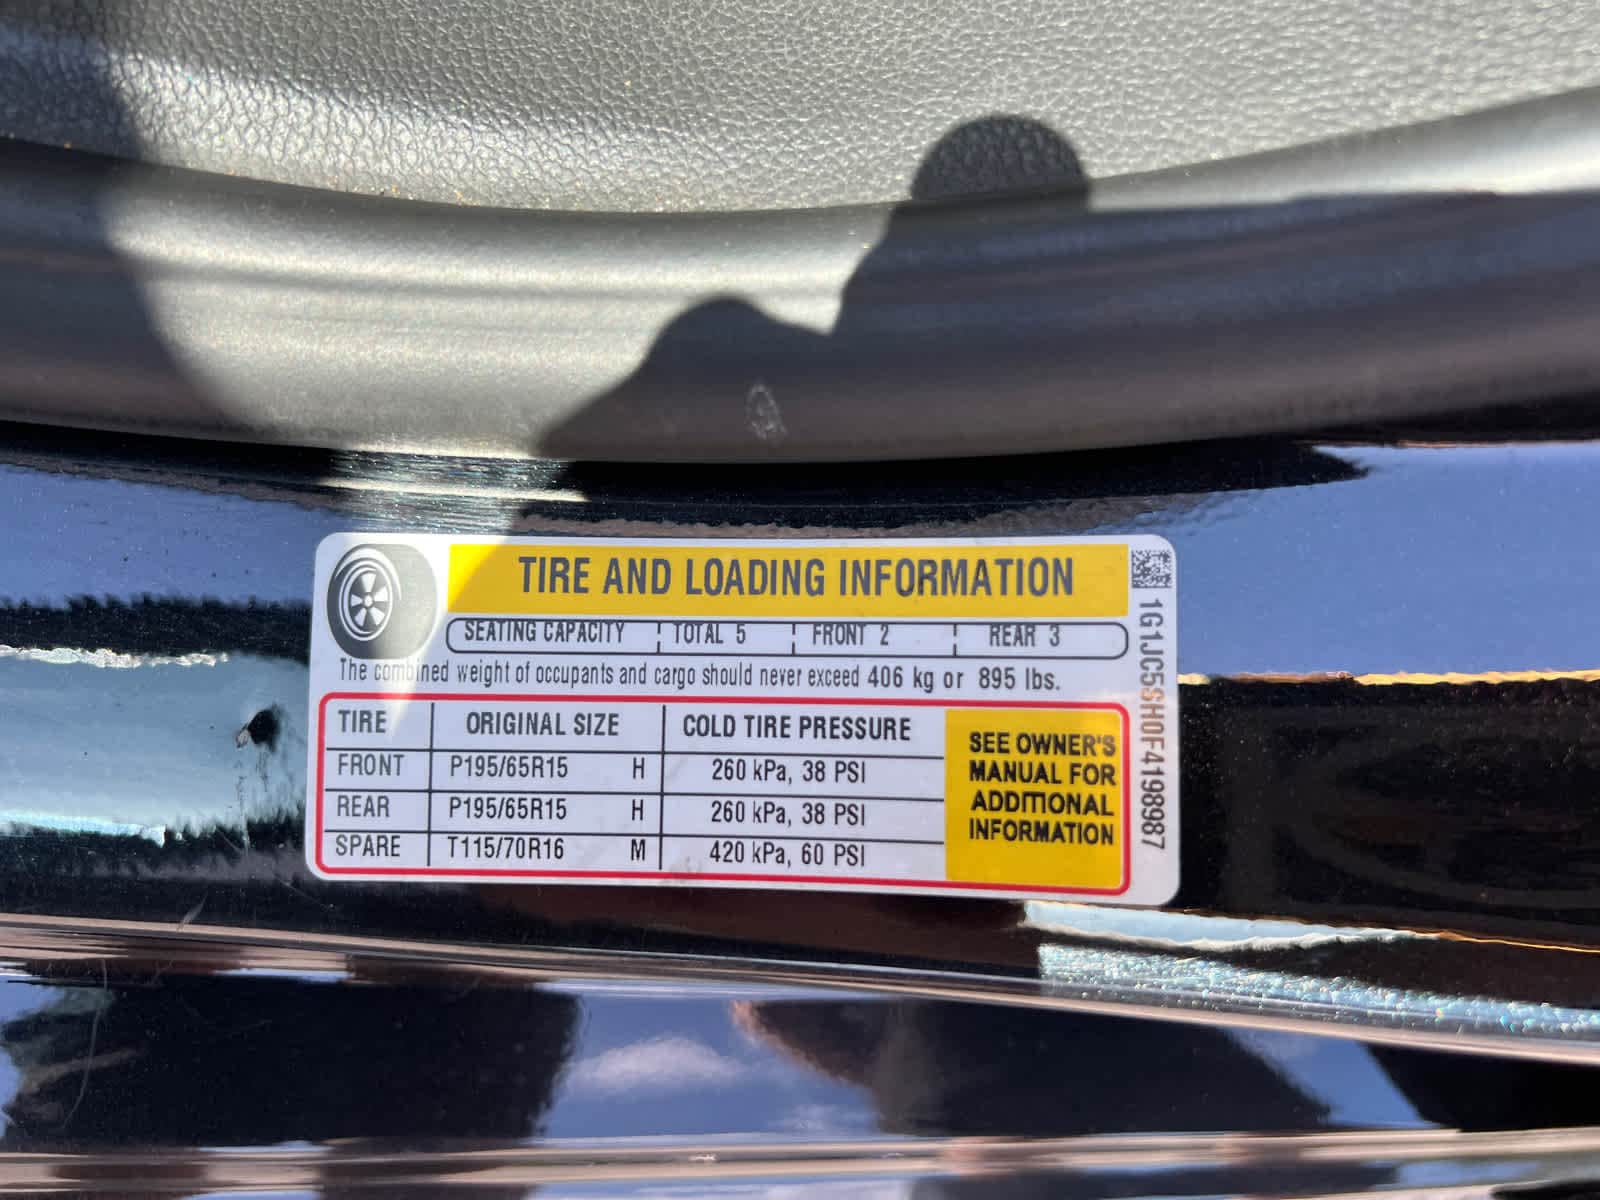 TIRE AND LOADING INFORMATION
SEATING CAPACITY TOTAL 5 FRONT 2 REAR 3
The combined weight of occupants and cargo should never exceed 406 kg or 895 lbs.
TIRE ORIGINAL SIZE COLD TIRE PRESSURE
FRONT P195/65R15 H 260 kPa, 38 PSI
REAR P195/65R15 H 260 kPa, 38 PSI
SPARE T115/70R16 M 420 kPa, 60 PSI
SEE OWNER'S
MANUAL FOR
ADDITIONAL
INFORMATION
1G1JC5SH0F4198987